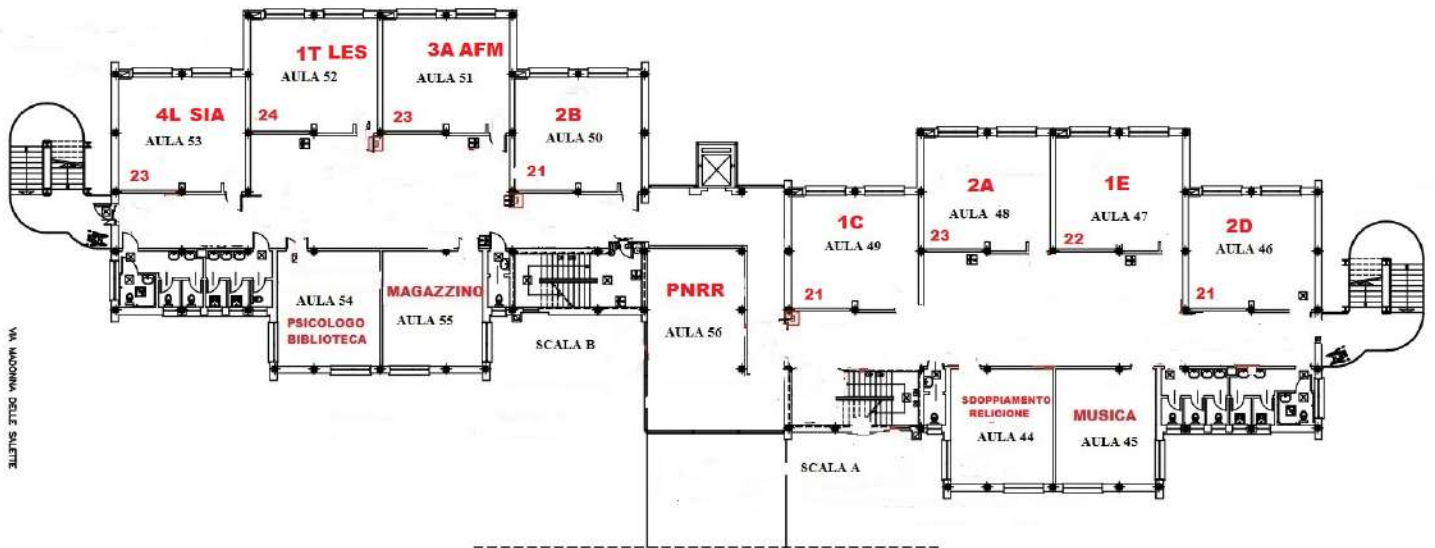 1T LES
AULA 52
24
3A AFM
AULA 51
23
4L SIA
AULA 53
23
2B
AULA 50
21
2A
AULA 48
23
1E
AULA 47
22
1C
AULA 49
21
2D
AULA 46
21
AULA 54
PSICOLOGO
BIBLIOTECA
MAGAZZINO
AULA 55
SCALA B
PNRR
AULA 56
SCALA A
SDOPPIAMENTO
RELIGIONE
AULA 44
MUSICA
AULA 45
VIA MADONNA DELLE SALETTE